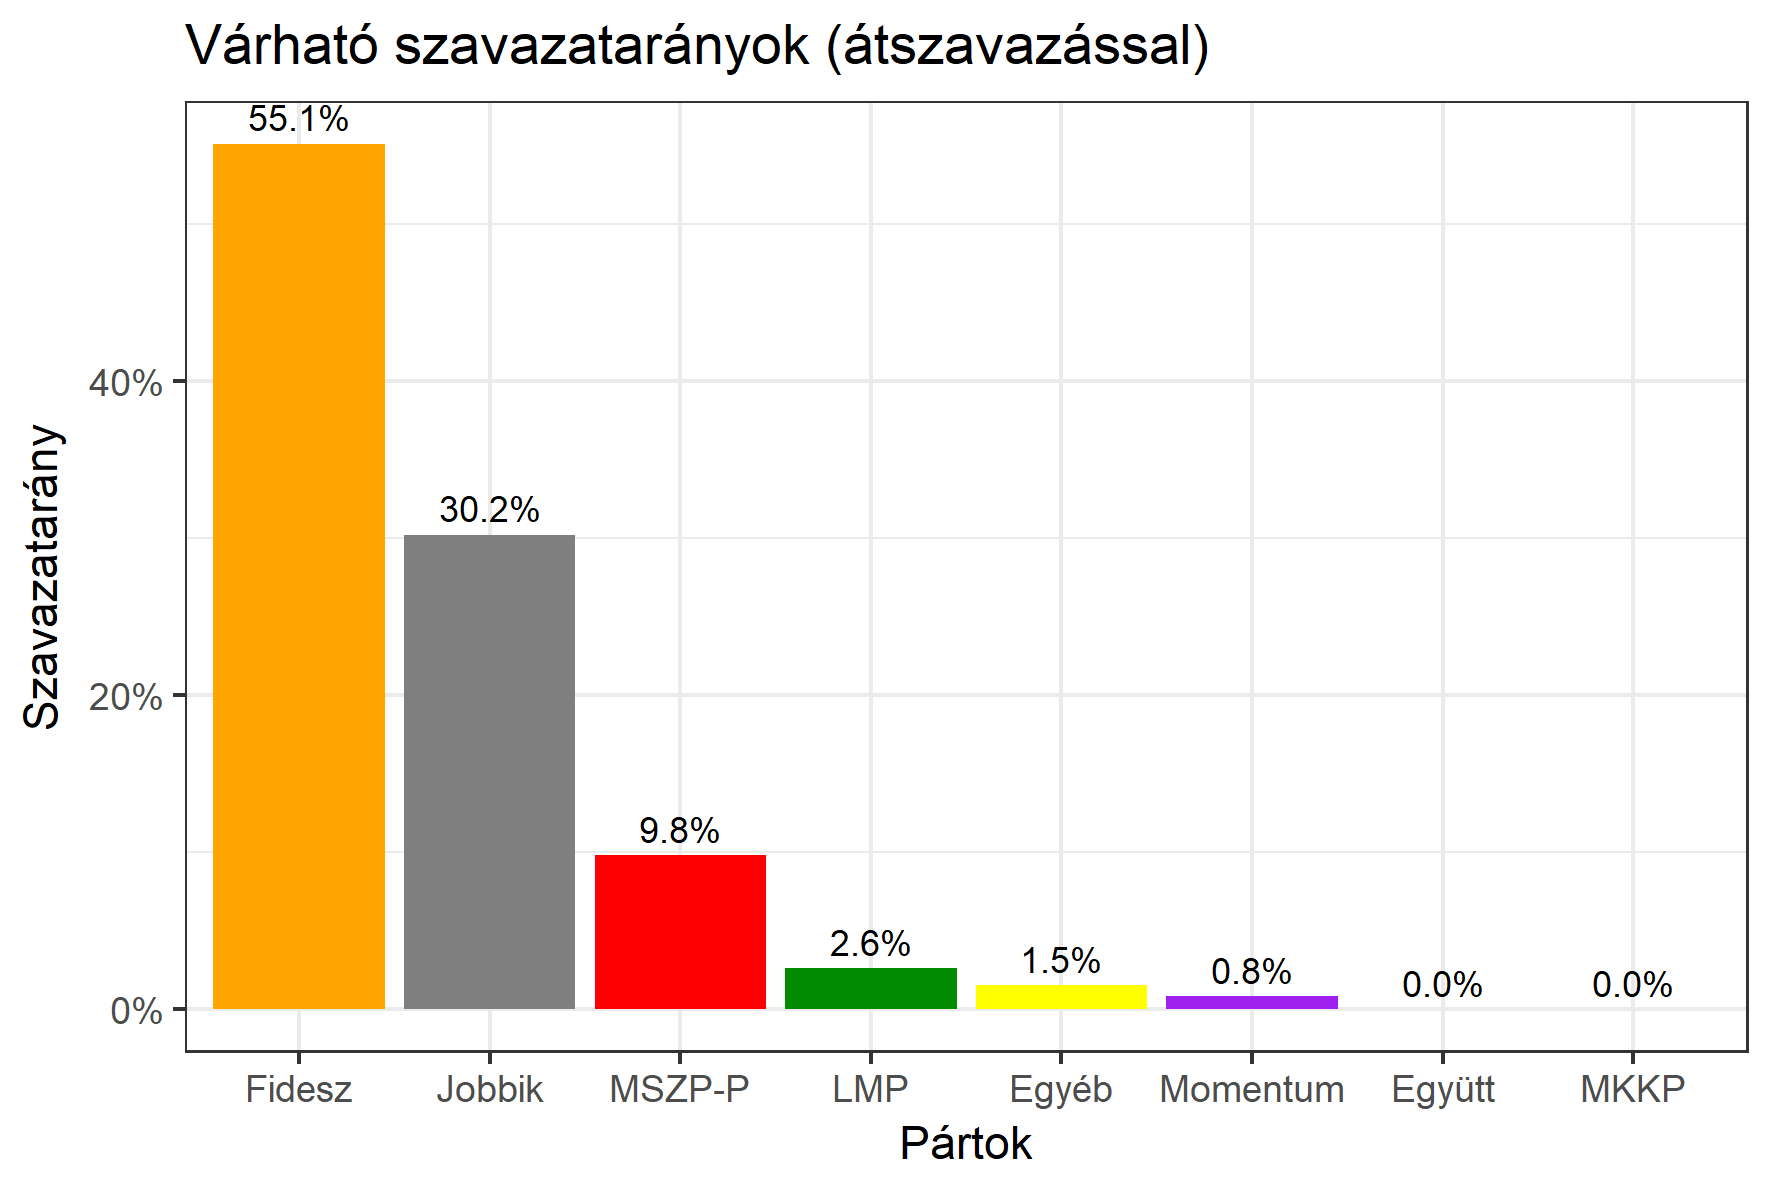 Várható szavazatarányok (átszavazással)
55.1%
30.2%
9.8%
2.6%
1.5%
0.8%
0.0%
0.0%
40%
20%
0%
Szavazatarány
Fidesz Jobbik MSZP-P LMP Egyéb Momentum Együtt MKKP
Pártok